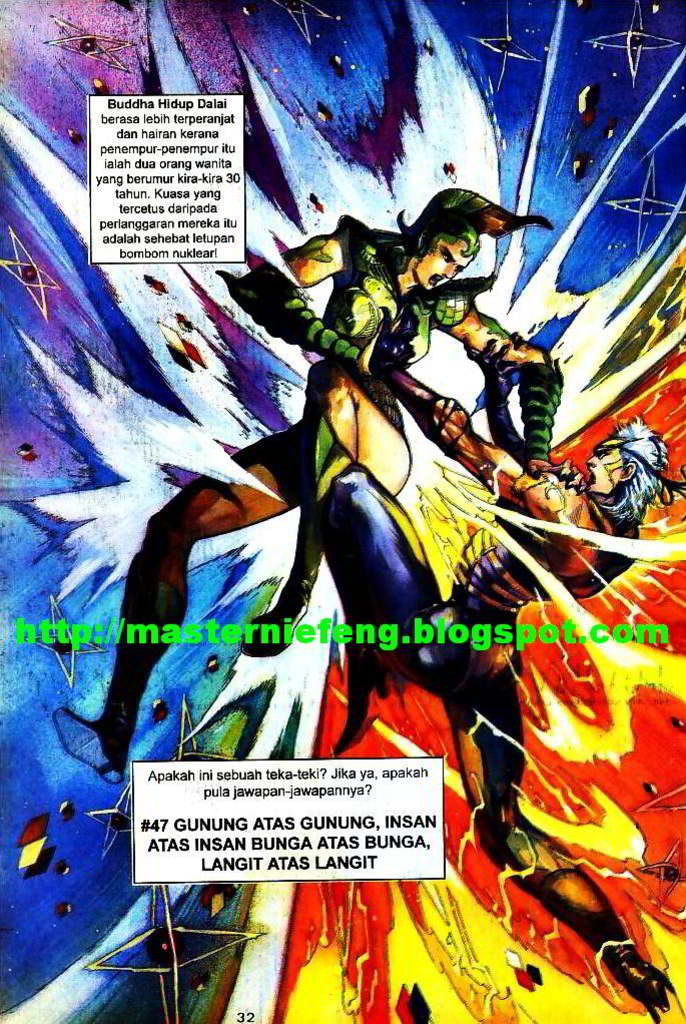 Buddha Hidup Dalai
berasa lebih terperanjat
dan hairan kerana
penempur-penempur itu
ialah dua orang wanita
yang berumur kira-kira 30
tahun. Kuasa yang
tercetus daripada
perlanggaran mereka itu
adalah sehebat letupan
bombom nuklear!
http://masterniefeng.blogspot.com
Apakah ini sebuah teka-teki? Jika ya, apakah
pula jawapan-jawapannya?
#47 GUNUNG ATAS GUNUNG, INSAN
ATAS INSAN BUNGA ATAS BUNGA,
LANGIT ATAS LANGIT
32